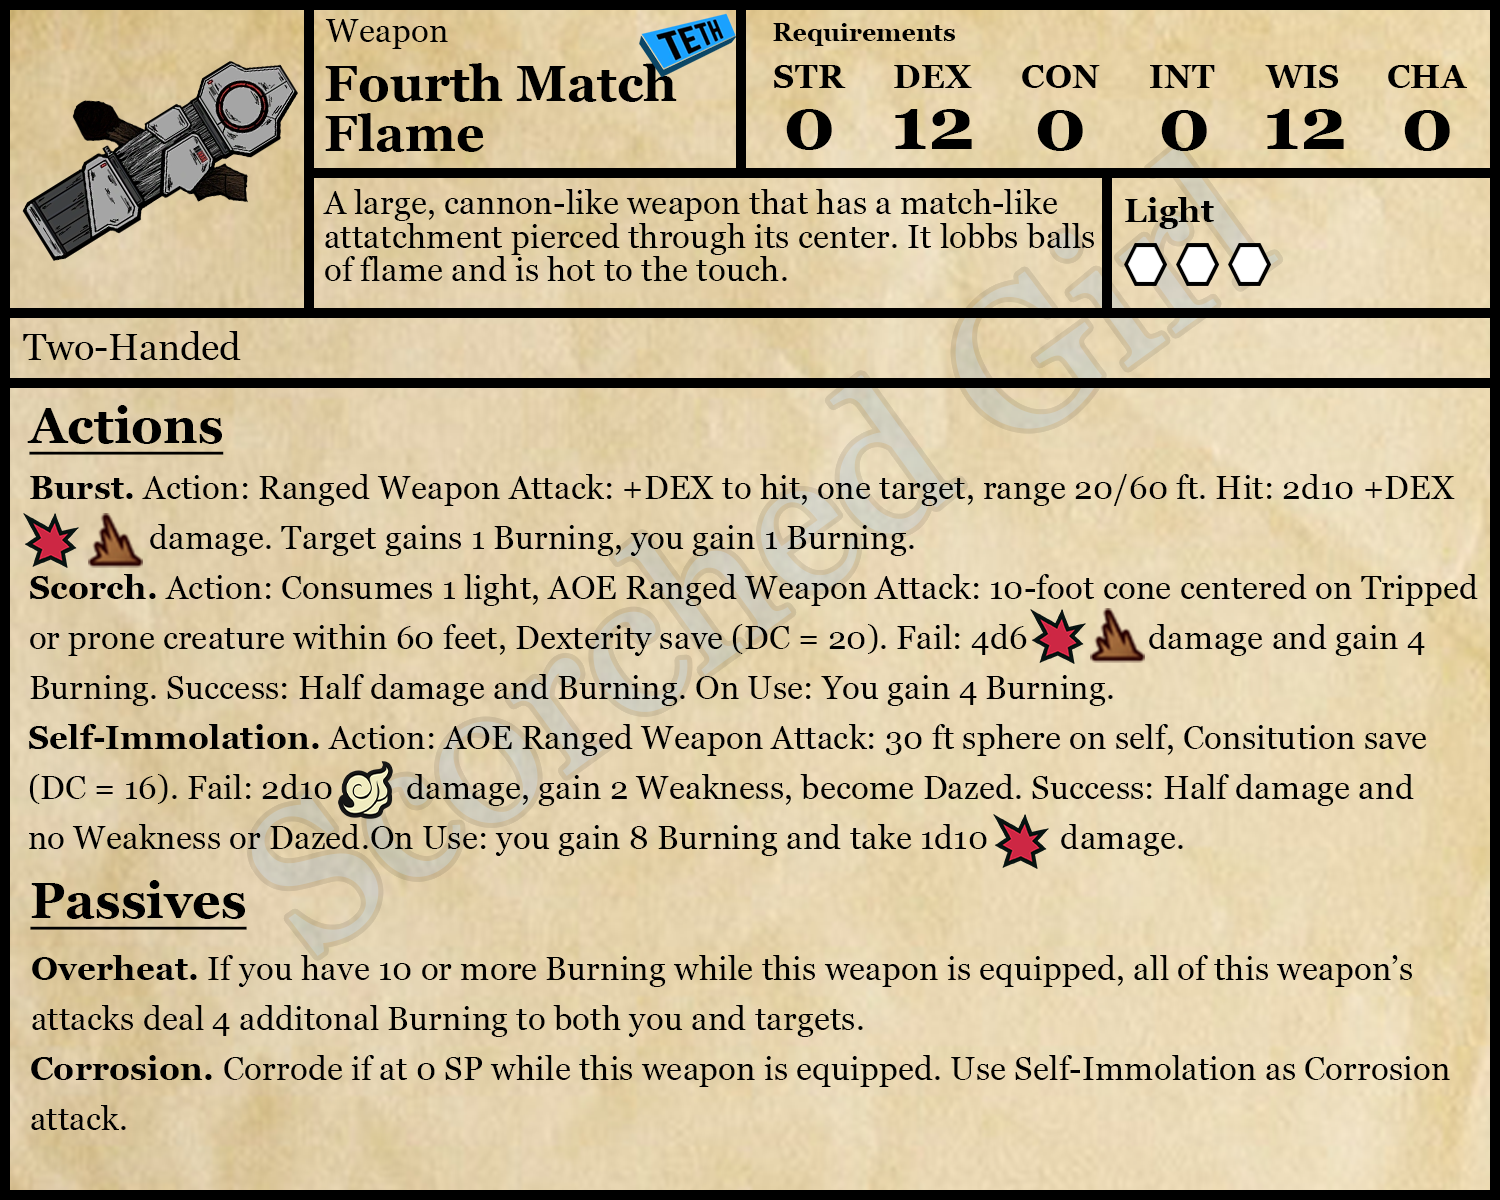 Weapon
TETH
Fourth Match
Flame
Requirements
STR DEX CON INT WIS CHA
0 12 0 0 12 0
A large, cannon-like weapon that has a match-like
attatchment pierced through its center. It lobbs balls
of flame and is hot to the touch.
Light
Two-Handed
Scorched Girl
Actions
Burst. Action: Ranged Weapon Attack: +DEX to hit, one target, range 20/60 ft. Hit: 2d10 +DEX
damage. Target gains 1 Burning, you gain 1 Burning.
Scorch. Action: Consumes 1 light, AOE Ranged Weapon Attack: 10-foot cone centered on Tripped
or prone creature within 60 feet, Dexterity save (DC = 20). Fail: 4d6 damage and gain 4
Burning. Success: Half damage and Burning. On Use: You gain 4 Burning.
Self-Immolation. Action: AOE Ranged Weapon Attack: 30 ft sphere on self, Consitution save
(DC = 16). Fail: 2d10 damage, gain 2 Weakness, become Dazed. Success: Half damage and
no Weakness or Dazed.On Use: you gain 8 Burning and take 1d10 damage.
Passives
Overheat. If you have 10 or more Burning while this weapon is equipped, all of this weapon’s
attacks deal 4 additonal Burning to both you and targets.
Corrosion. Corrode if at 0 SP while this weapon is equipped. Use Self-Immolation as Corrosion
attack.